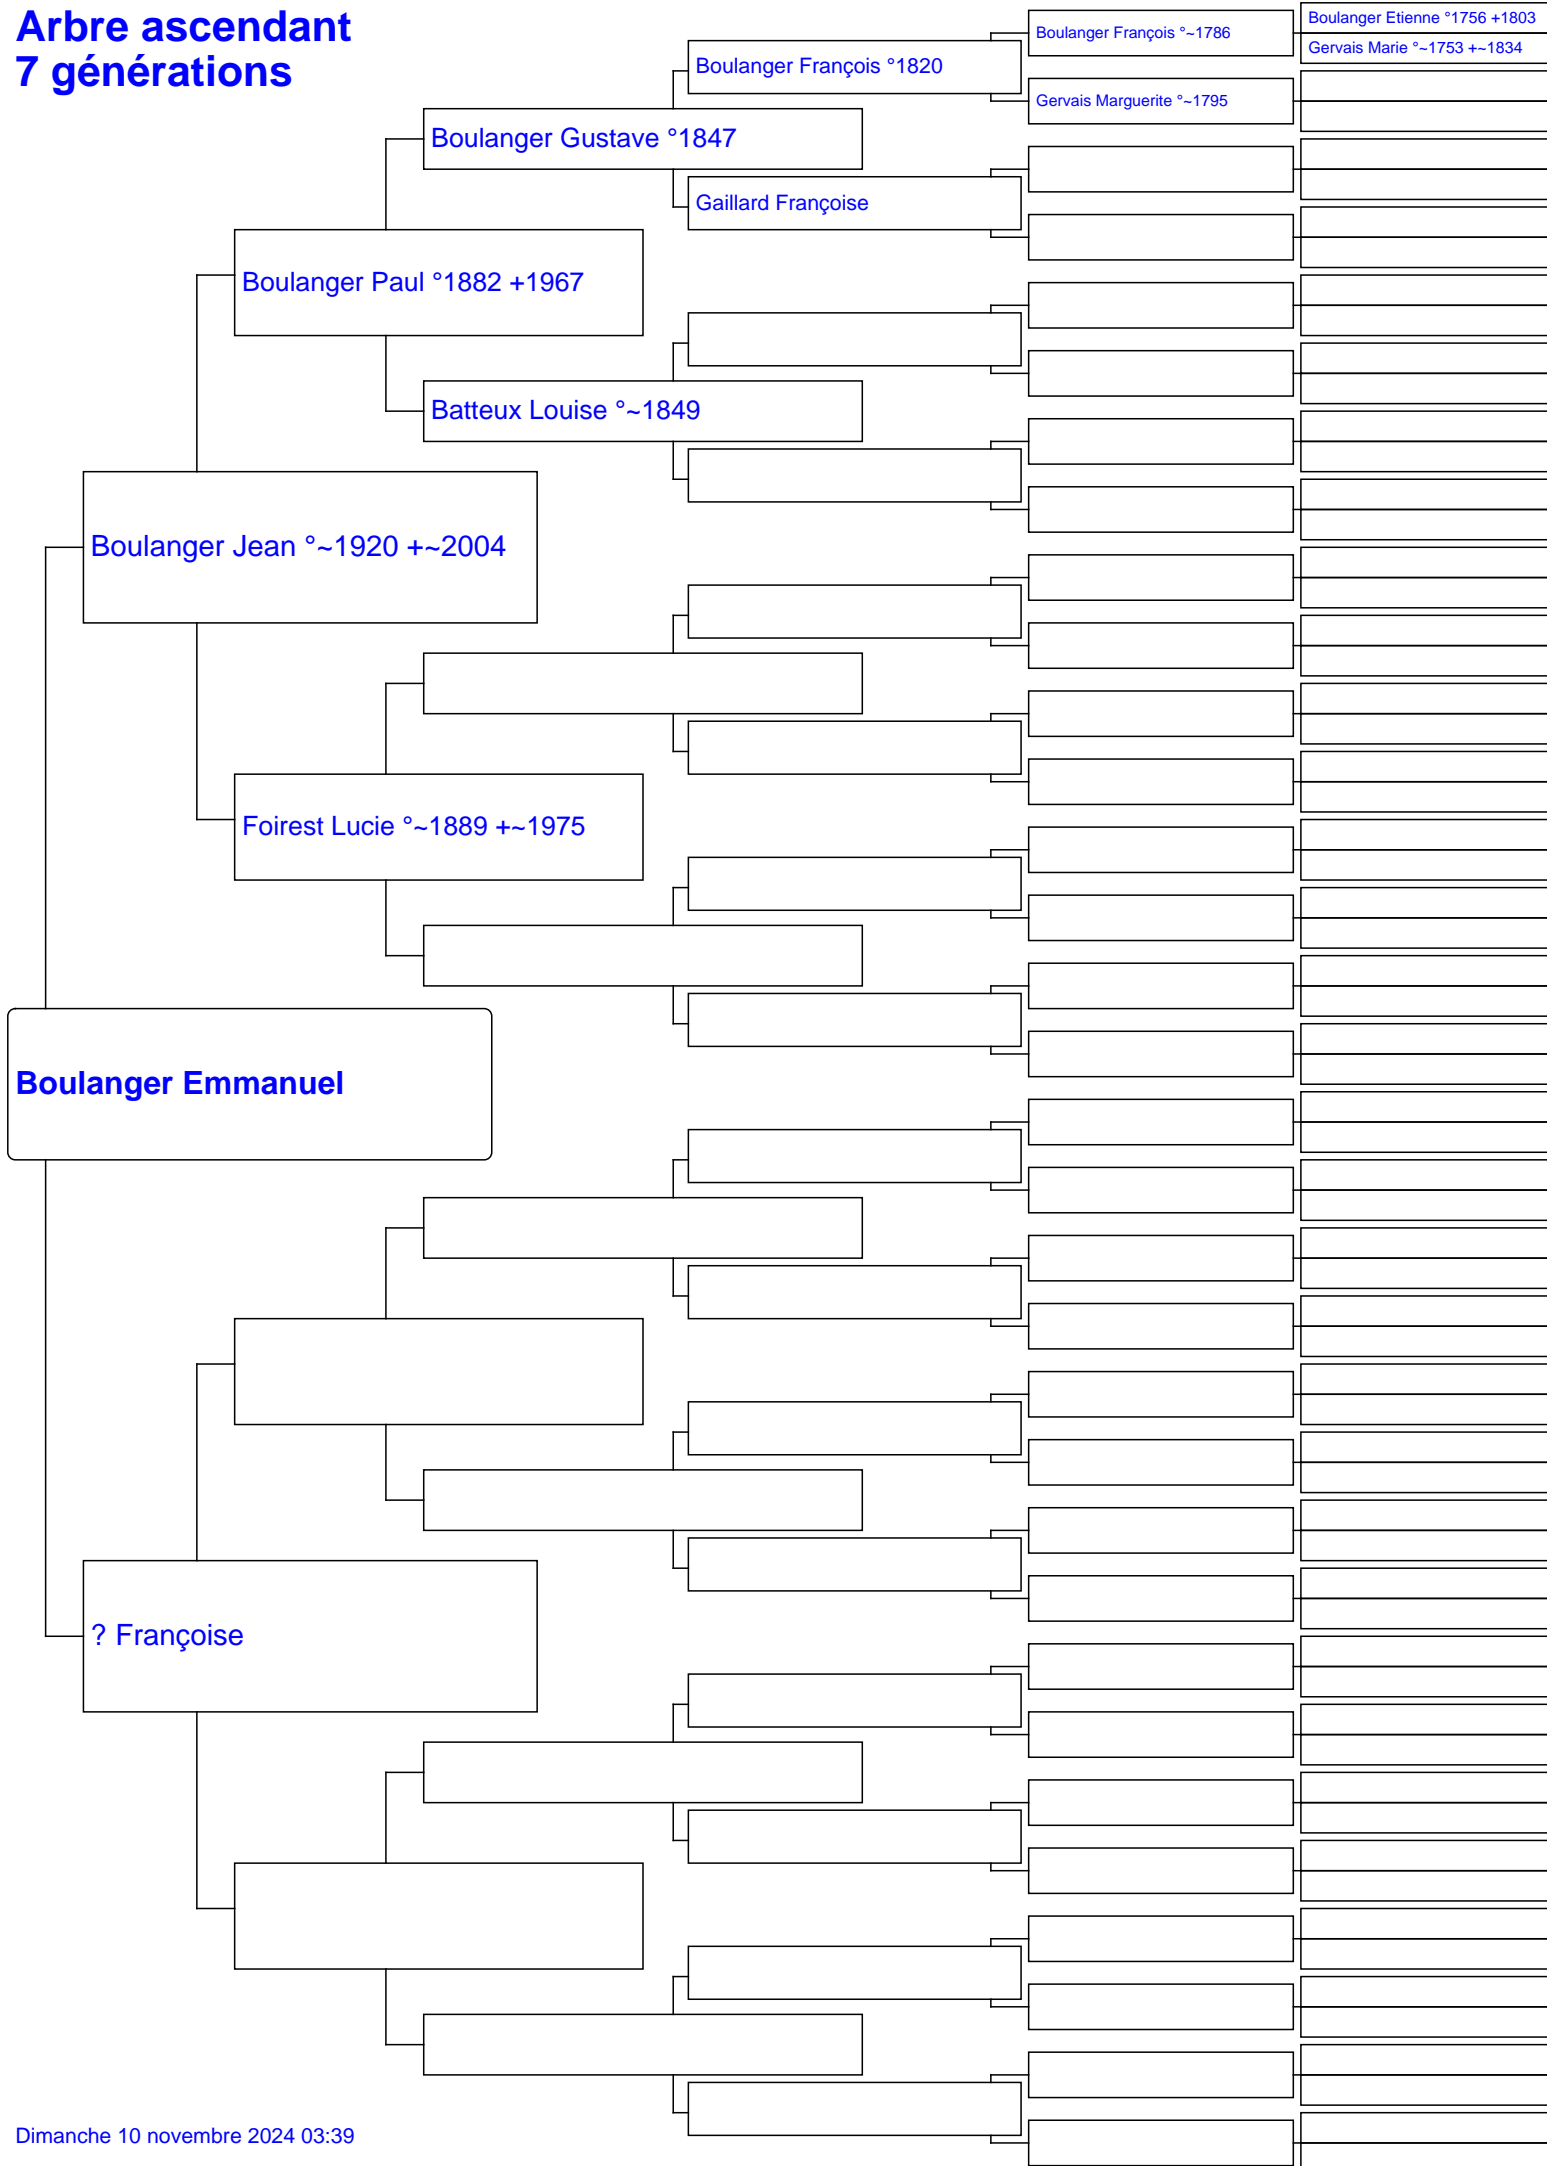 Arbre ascendant
7 générations
Boulanger Etienne °1756 +1803
Boulanger François °~1786
Gervais Marie °~1753 +~1834
Boulanger François °1820
Gervais Marguerite °~1795
Boulanger Gustave °1847
Gaillard Françoise
Boulanger Paul °1882 +1967
Batteux Louise °~1849
Boulanger Jean °~1920 +~2004
Foirest Lucie °~1889 +~1975
Boulanger Emmanuel
? Françoise
Dimanche 10 novembre 2024 03:39